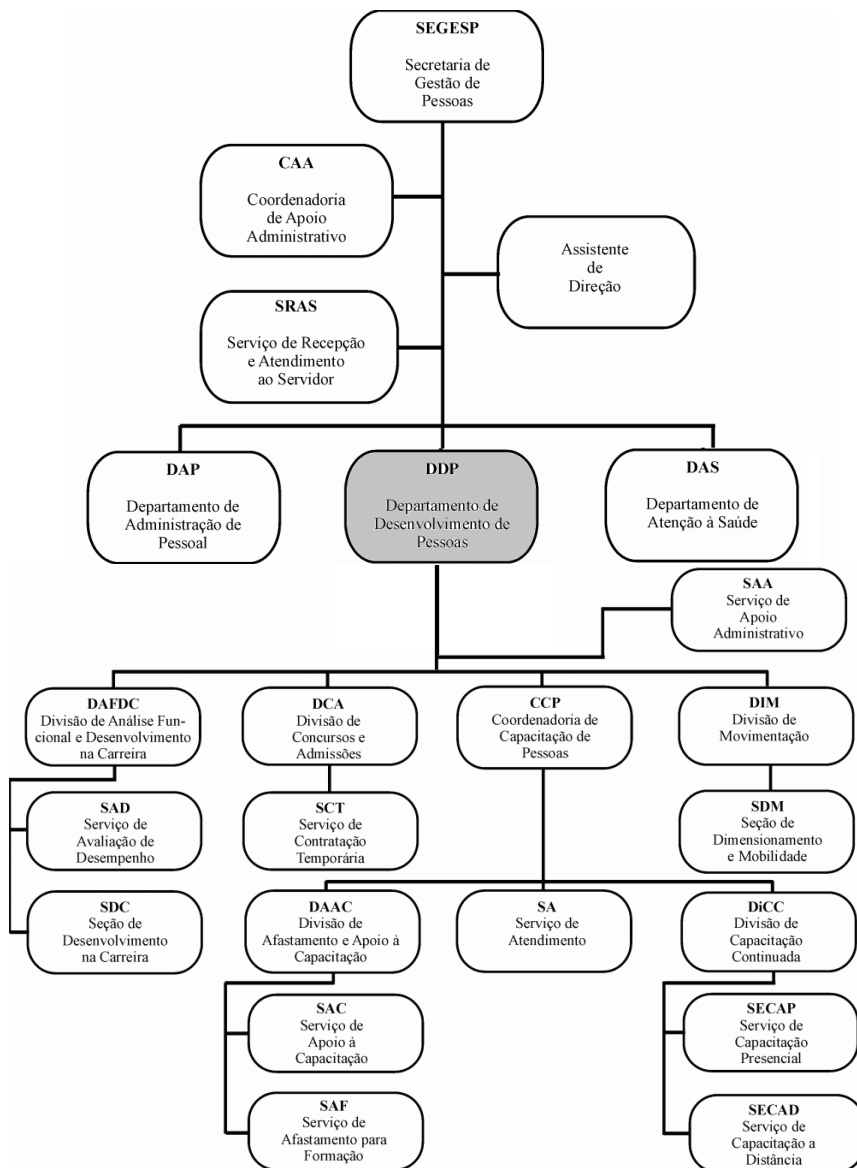 SEGESP
Secretaria de
Gestão de
Pessoas
CAA
Coordenadoria
de Apoio
Administrativo
Assistente
de
Direção
SRAS
Serviço de Recepção
e Atendimento
ao Servidor
DAP
Departamento de
Administração de
Pessoal
DDP
Departamento de
Desenvolvimento de
Pessoas
DAS
Departamento de
Atenção à Saúde
SAA
Serviço de
Apoio
Administrativo
DAFDC
Divisão de Análise Fun-
cional e Desenvolvimento
na Carreira
DCA
Divisão de
Concursos e
Admissões
CCP
Coordenadoria de
Capacitação de
Pessoas
DIM
Divisão de
Movimentação
SAD
Serviço de
Avaliação de
Desempenho
SCT
Serviço de
Contratação
Temporária
SDM
Seção de
Dimensionamento
e Mobilidade
SDC
Seção de
Desenvolvimento
na Carreira
DAAC
Divisão de
Afastamento e Apoio à
Capacitação
SA
Serviço de
Atendimento
DiCC
Divisão de
Capacitação
Continuada
SAC
Serviço de
Apoio à
Capacitação
SECAP
Serviço de
Capacitação
Presencial
SAF
Serviço de
Afastamento para
Formação
SECAD
Serviço de
Capacitação a
Distância